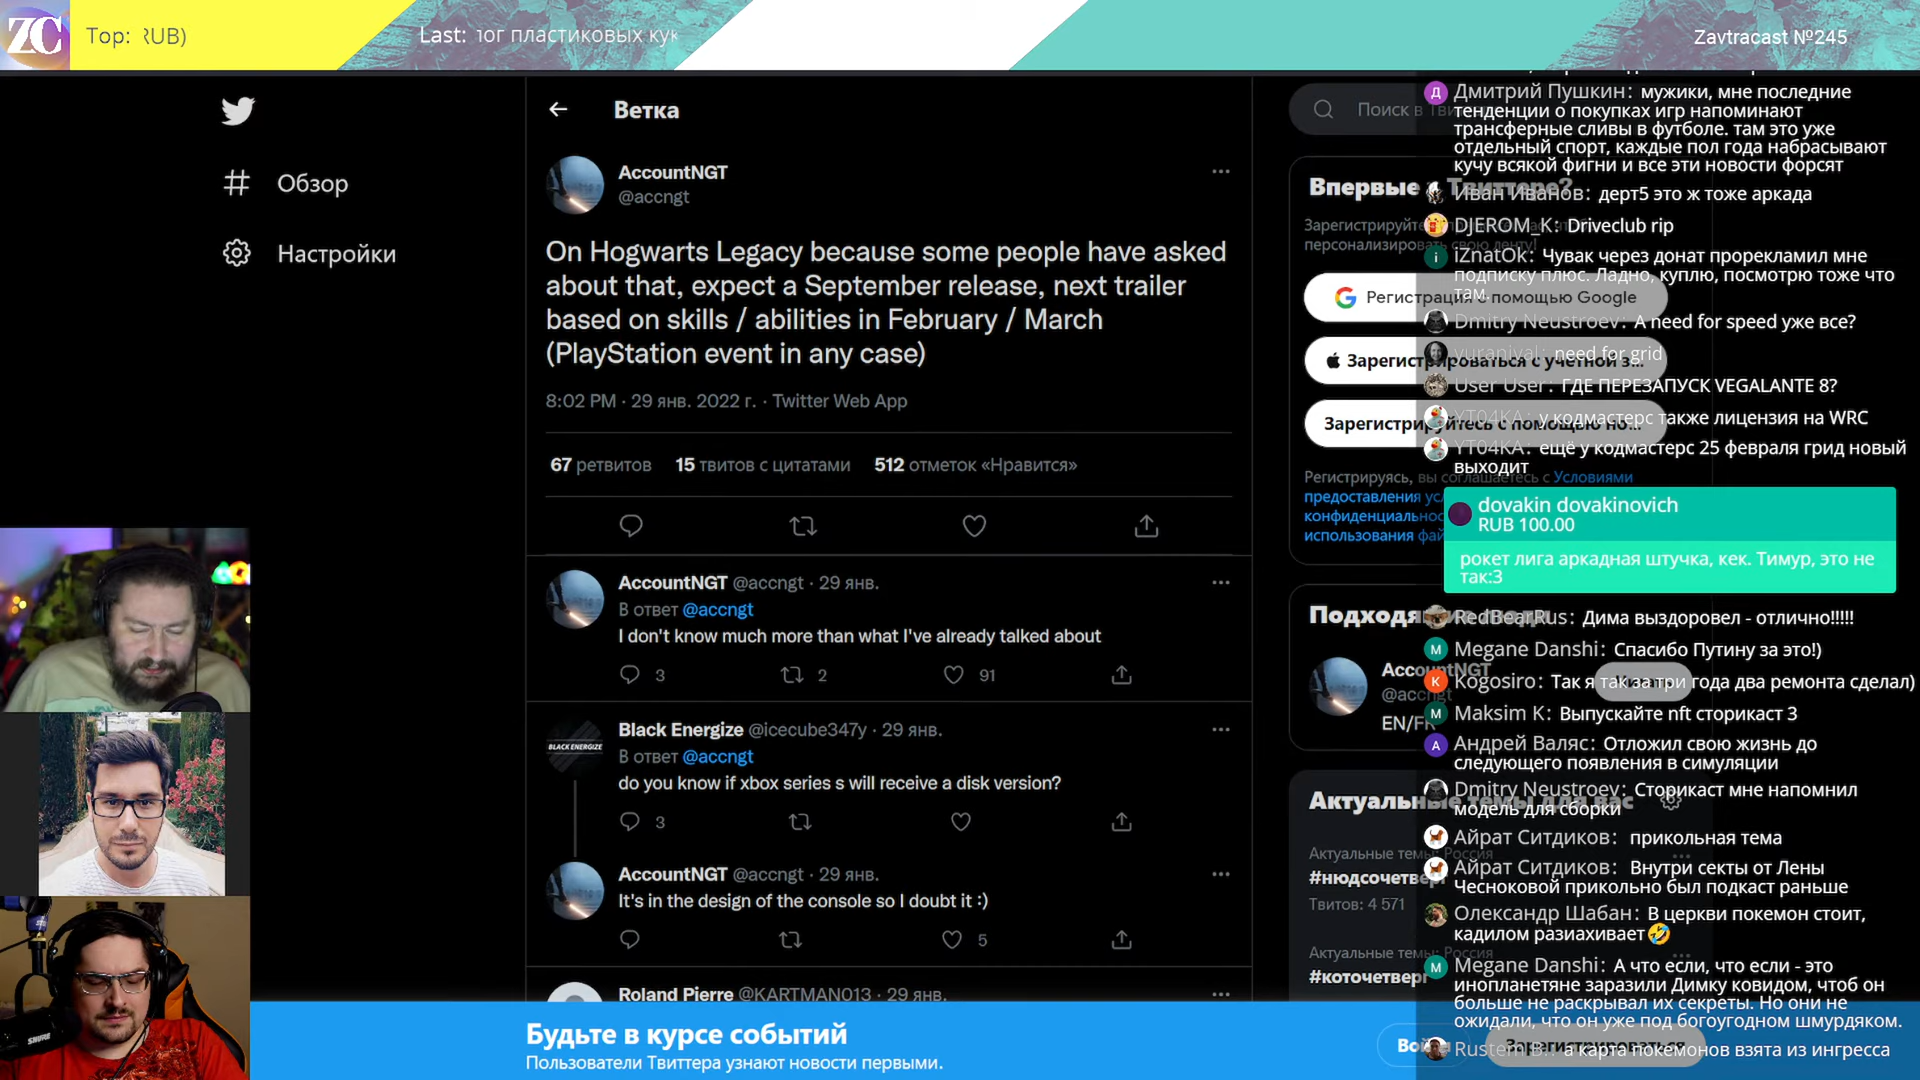 ZC
Top: RUB)
Last: лог пластиковых кук
Zavtracast №245
Обзор
Настройки
Ветка
AccountNGT
@accngt
On Hogwarts Legacy because some people have asked
about that, expect a September release, next trailer
based on skills / abilities in February / March
(PlayStation event in any case)
8:02 PM · 29 янв. 2022 г. · Twitter Web App
67 ретвитов 15 твитов с цитатами 512 отметок «Нравится»
AccountNGT @accngt · 29 янв.
В ответ @accngt
I don't know much more than what I've already talked about
3 2 91
Black Energize @icecube347y · 29 янв.
BLACK ENERGIZE
В ответ @accngt
do you know if xbox series s will receive a disk version?
3
AccountNGT @accngt · 29 янв.
It's in the design of the console so I doubt it :)
5
Roland Pierre @KARTMAN013 · 29 янв.
Будьте в курсе событий
Пользователи Твиттера узнают новости первыми.
Поиск в
Впервые в Твиттере?
Зарегистрируйтесь
персонализировать свою ленту!
Регистрация с помощью Google
Зарегистрироваться с учетной з...
Зарегистрируйтесь с помощью но...
Регистрируясь, вы соглашаетесь с Условиями
предоставления
конфиденциальнос
использования фай
Подходящие
AccountNGT
@accngt
EN/FR
Актуальные темы для вас
Актуальные темы: Россия
#нюдсочетверг
Твитов: 4 571
Актуальные темы: Россия
#коточетверг
Зарегистрироваться
Дмитрий Пушкин: мужики, мне последние
тенденции о покупках игр напоминают
трансферные сливы в футболе. там это уже
отдельный спорт, каждые пол года набрасывают
кучу всякой фигни и все эти новости форсят
Иван Иванов: дерт5 это ж тоже аркада
DJEROM_K: Driveclub rip
iZnatOk: Чувак через донат прорекламил мне
подписку плюс. Ладно, куплю, посмотрю тоже что
там.
Dmitry Neustroev: A need for speed уже все?
need for grid
User User: ГДЕ ПЕРЕЗАПУСК VEGALANTE 8?
YT04KA: у кодмастерс также лицензия на WRC
YT04KA: ещё у кодмастерс 25 февраля грид новый
выходит
dovakin dovakinovich
RUB 100.00
рокет лига аркадная штучка, кек. Тимур, это не
так:3
RedBearRus: Дима выздоровел - отлично!!!!!
Megane Danshi: Спасибо Путину за это!)
Kogosiro: Так я так за три года два ремонта сделал)
Maksim K: Выпускайте nft сторикаст 3
Андрей Валяс: Отложил свою жизнь до
следующего появления в симуляции
Dmitry Neustroev: Сторикаст мне напомнил
модель для сборки
Айрат Ситдиков: прикольная тема
Айрат Ситдиков: Внутри секты от Лены
Чесноковой прикольно был подкаст раньше
Олександр Шабан: В церкви покемон стоит,
кадилом разиахивает🤣
Megane Danshi: А что если, что если - это
инопланетяне заразили Димку ковидом, чтоб он
больше не раскрывал их секреты. Но они не
ожидали, что он уже под богоугодном шмурдяком.
Rustem B.: а карта покемонов взята из ингресса
SHURE